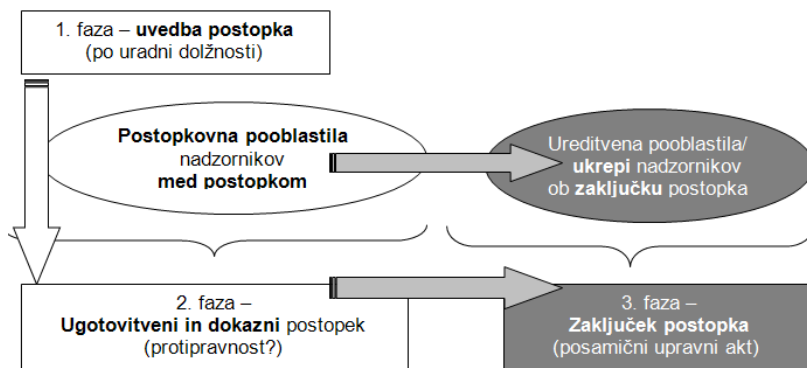 1. faza – uvedba postopka
(po uradni dolžnosti)
Postopkovna pooblastila
nadzornikov
med postopkom
Ureditvena pooblastila/
ukrepi nadzornikov
ob zaključku postopka
2. faza –
Ugotovitveni in dokazni postopek
(protipravnost?)
3. faza –
Zaključek postopka
(posamični upravni akt)